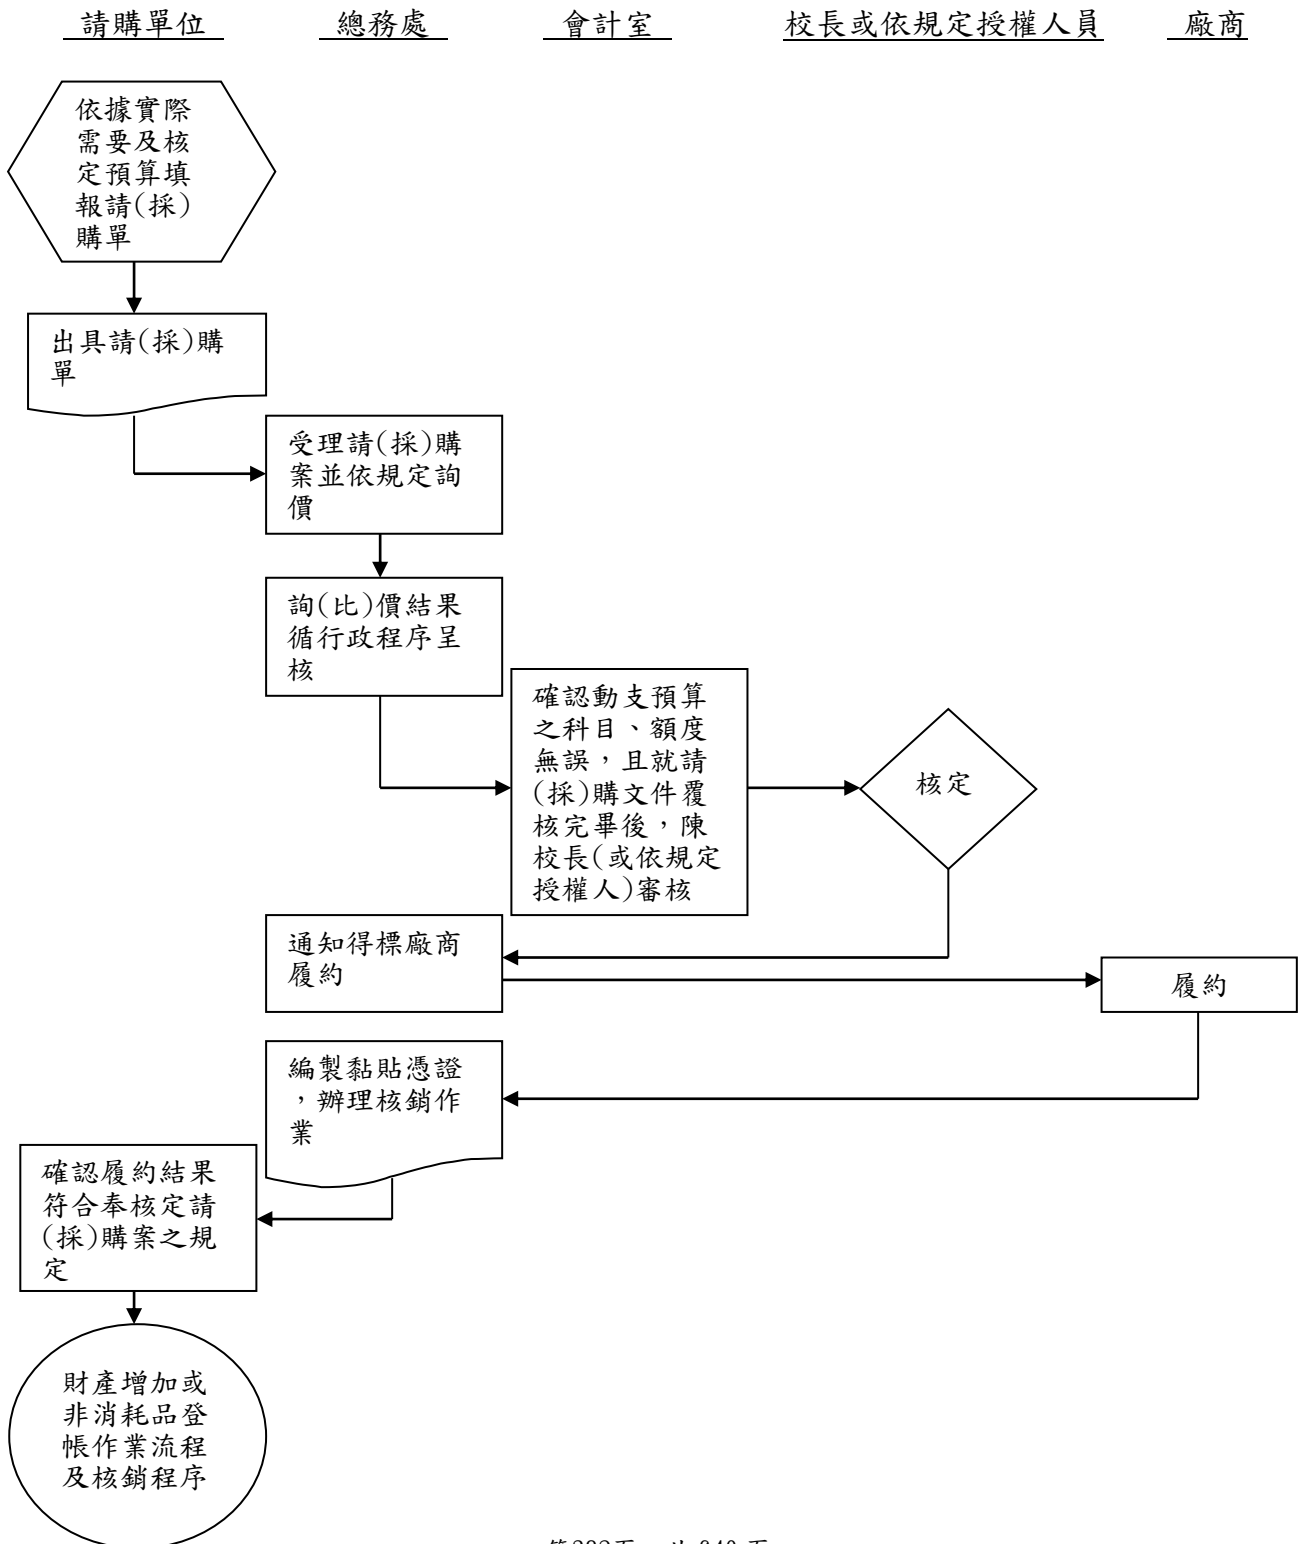 請購單位 總務處 會計室 校長或依規定授權人員 廠商
依據實際
需要及核
定預算填
報請(採)
購單
出具請(採)購
單
受理請(採)購
案並依規定詢
價
詢(比)價結果
循行政程序呈
核
確認動支預算
之科目、額度
無誤，且就請
(採)購文件覆
核完畢後，陳
校長(或依規定
授權人)審核
核定
通知得標廠商
履約
履約
編製黏貼憑證
，辦理核銷作
業
確認履約結果
符合奉核定請
(採)購案之規
定
財產增加或
非消耗品登
帳作業流程
及核銷程序